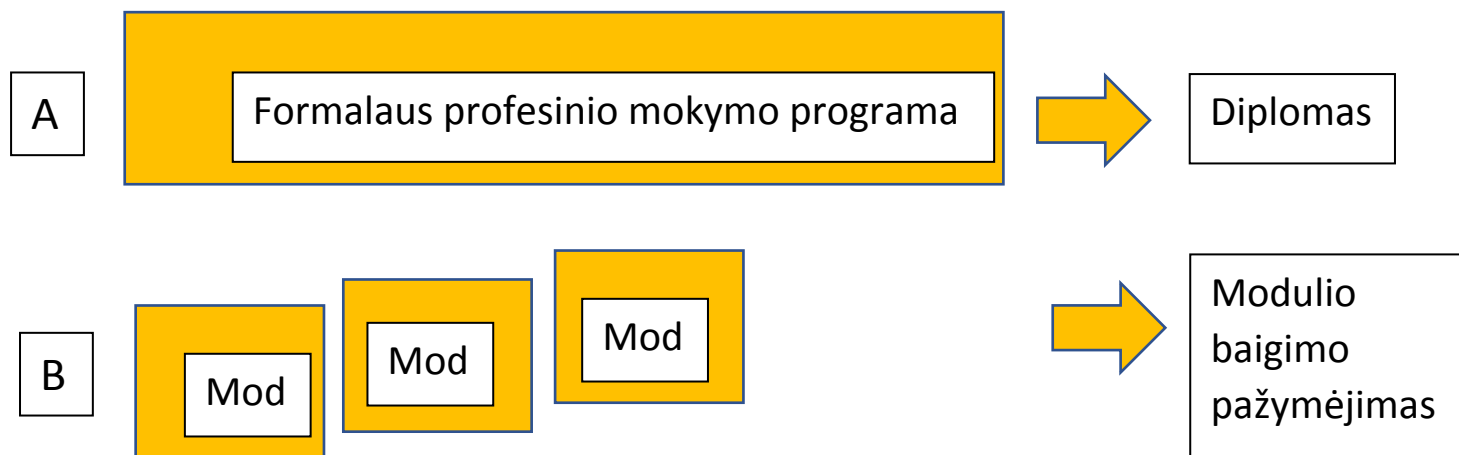 A
Formalaus profesinio mokymo programa
Diplomas
B
Mod
Mod
Mod
Modulio
baigimo
pažymėjimas